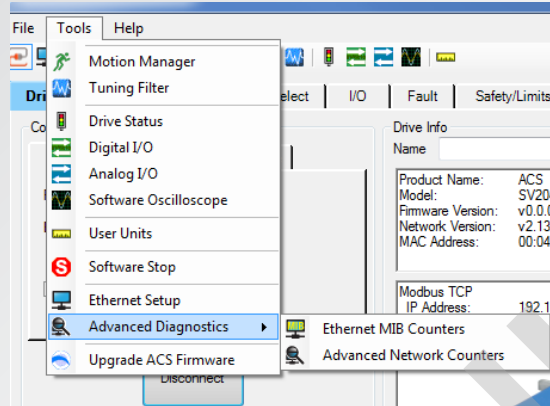 File Tools Help
Motion Manager
Tuning Filter
Dri
elect I/O Fault Safety/Limits
Drive Status
Co
Drive Info
Digital I/O
Name
Analog I/O
Product Name: ACS
Software Oscilloscope
Model: SV20
Firmware Version: v0.0.0
User Units
Network Version: v2.13
MAC Address: 00:04
Software Stop
Ethernet Setup
Modbus TCP
IP Address: 192.1
Advanced Diagnostics
Ethernet MIB Counters
Advanced Network Counters
Upgrade ACS Firmware
Disconnect